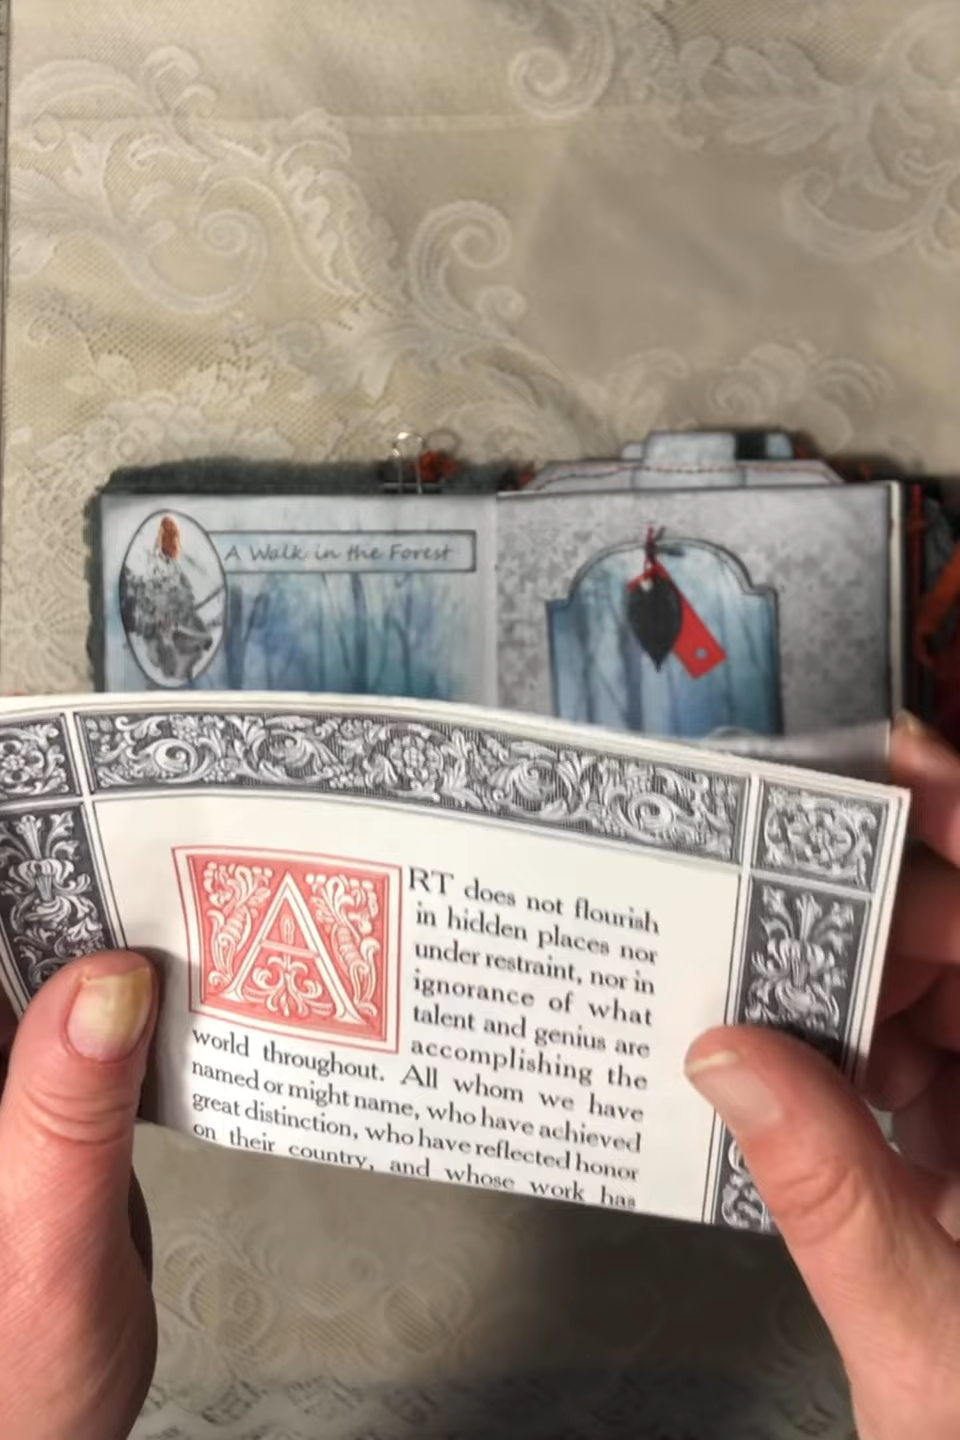 A Walk in the Forest
ART does not flourish
in hidden places nor
under restraint, nor in
ignorance of what
talent and genius are
accomplishing the
world throughout. All whom we have
named or might name, who have achieved
great distinction, who have reflected honor
on their country, and whose work has